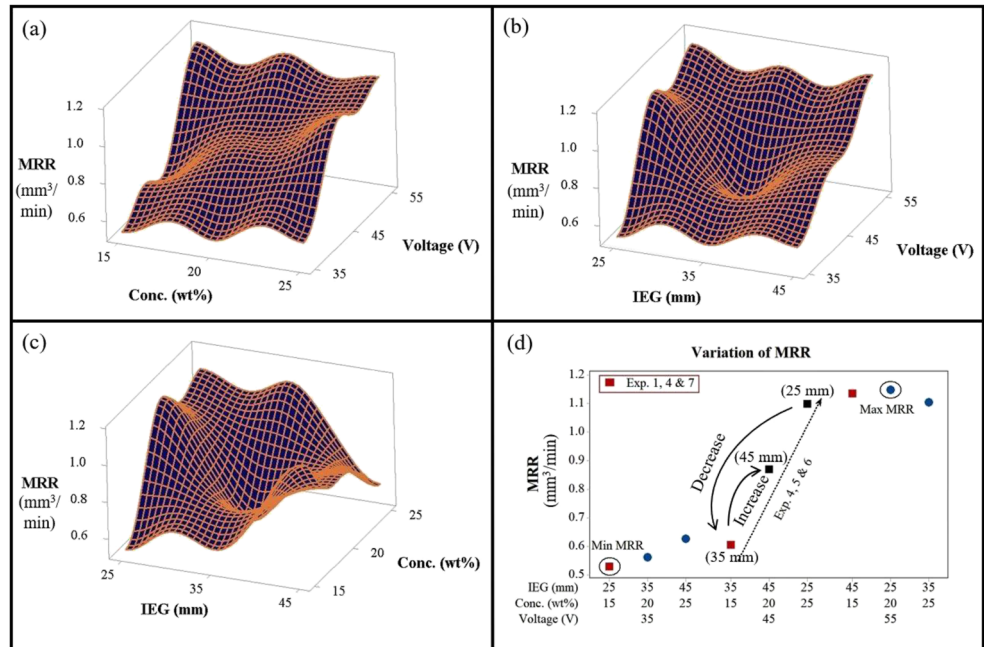 (a)
1.2
1.0
MRR
(mm³/
min)
0.8
0.6
15
20
25
Conc. (wt%)
35
45
55
Voltage (V)
(b)
1.2
1.0
MRR
(mm³/
min)
0.8
0.6
25
35
45
IEG (mm)
35
45
55
Voltage (V)
(c)
1.2
1.0
MRR
(mm³/
min)
0.8
0.6
25
35
45
IEG (mm)
15
20
25
Conc. (wt%)
(d)
Variation of MRR
1.2
1.1
1.0
0.9
0.8
0.7
0.6
0.5
MRR
(mm³/min)
Exp. 1, 4 & 7
(25 mm)
Max MRR
Decrease
(45 mm)
Increase
Exp. 4, 5 & 6
(35 mm)
Min MRR
IEG (mm) 25 35 45 35 45 25 45 25 35
Conc. (wt%) 15 20 25 15 20 25 15 20 25
Voltage (V) 35 45 55